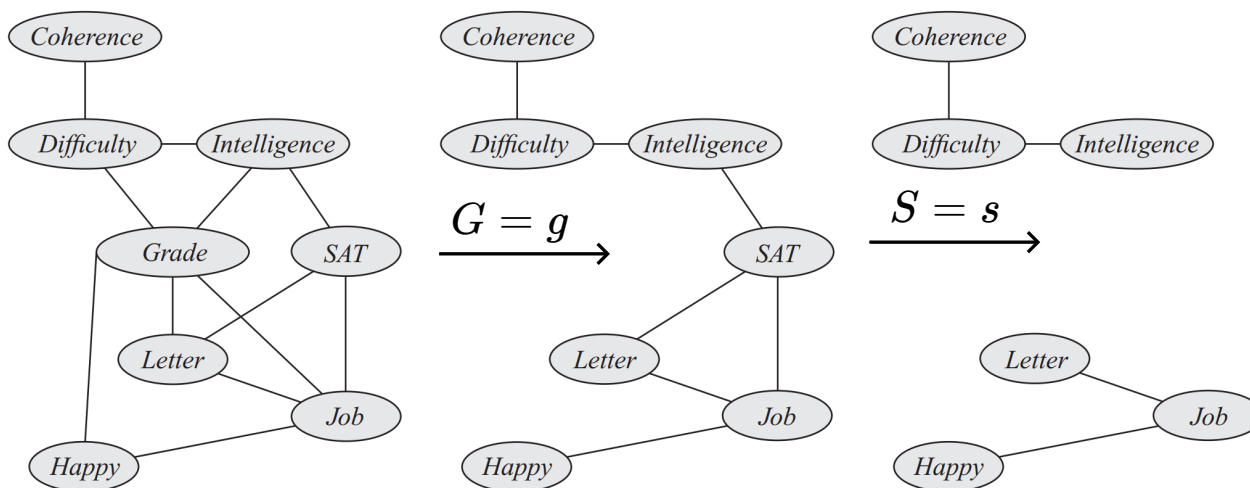 Coherence
Difficulty
Intelligence
Grade
SAT
Letter
Job
Happy
G = g
Coherence
Difficulty
Intelligence
SAT
Letter
Job
Happy
S = s
Coherence
Difficulty
Intelligence
Letter
Job
Happy